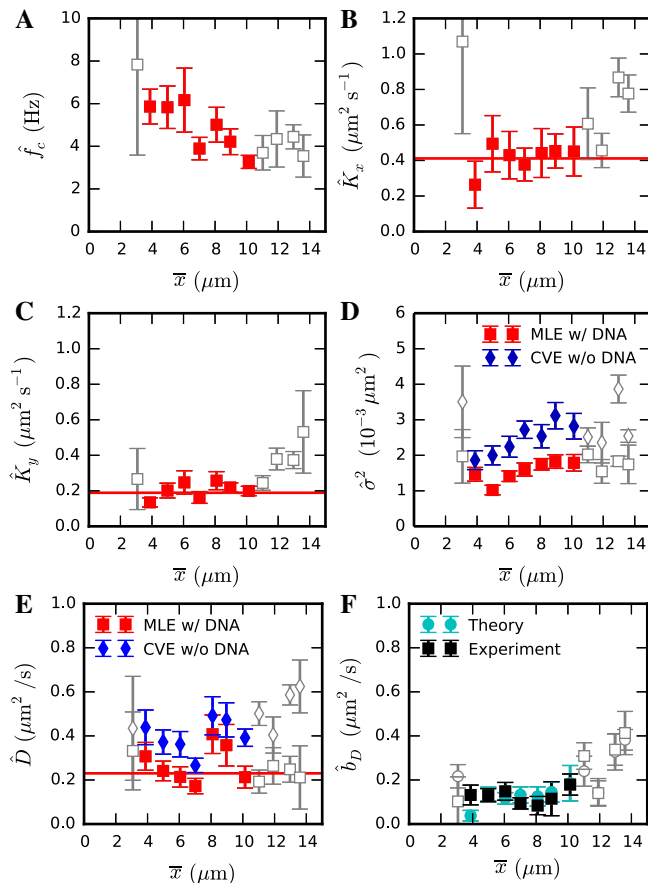 A
10
8
6
4
2
0
f̂_c (Hz)
0 2 4 6 8 10 12 14
x̄ (μm)
B
1.2
1.0
0.8
0.6
0.4
0.2
0.0
K̂_x (μm² s⁻¹)
0 2 4 6 8 10 12 14
x̄ (μm)
C
1.2
1.0
0.8
0.6
0.4
0.2
0.0
K̂_y (μm² s⁻¹)
0 2 4 6 8 10 12 14
x̄ (μm)
D
6
5
4
3
2
1
0
σ̂² (10⁻³ μm²)
MLE w/ DNA
CVE w/o DNA
0 2 4 6 8 10 12 14
x̄ (μm)
E
1.0
0.8
0.6
0.4
0.2
0.0
D̂ (μm² /s)
MLE w/ DNA
CVE w/o DNA
0 2 4 6 8 10 12 14
x̄ (μm)
F
1.0
0.8
0.6
0.4
0.2
0.0
b̂_D (μm² /s)
Theory
Experiment
0 2 4 6 8 10 12 14
x̄ (μm)